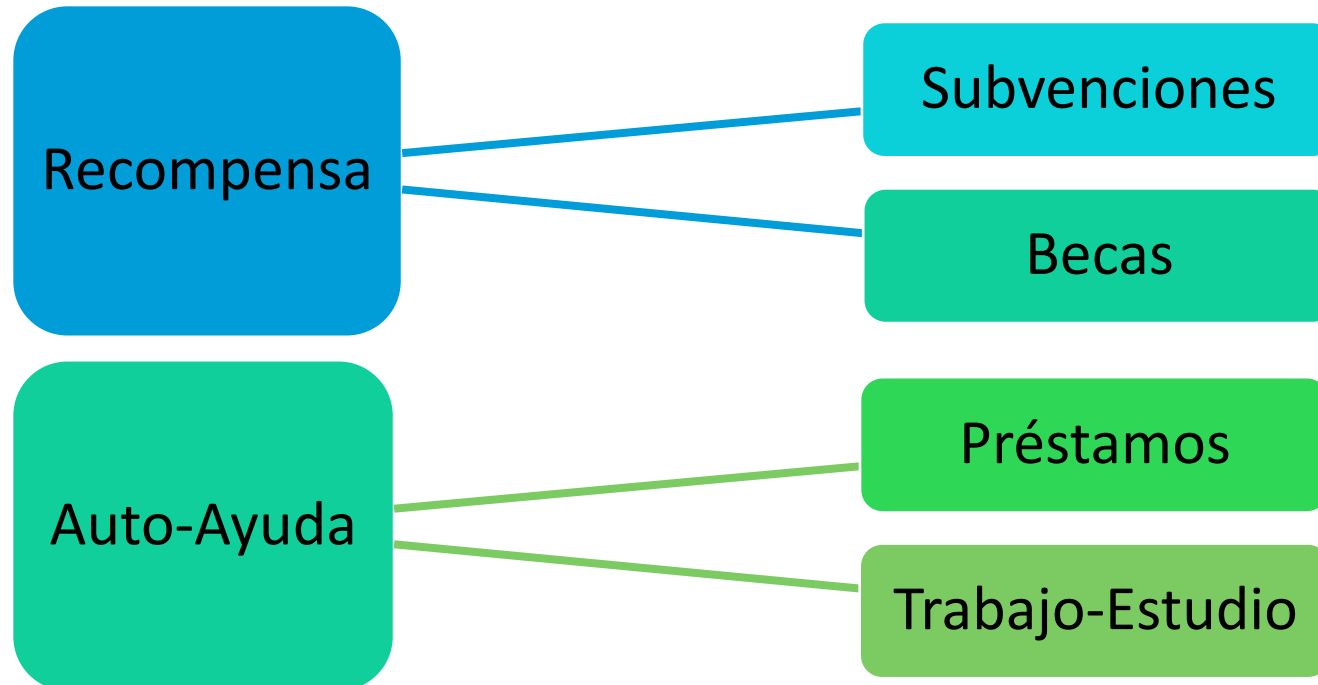 Recompensa
Subvenciones
Becas
Auto-Ayuda
Préstamos
Trabajo-Estudio